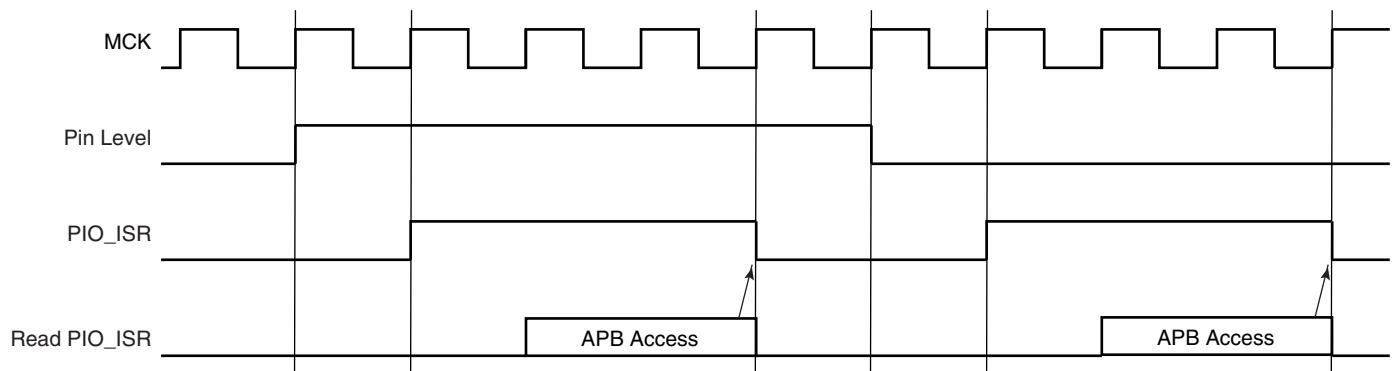 MCK
Pin Level
PIO_ISR
Read PIO_ISR
APB Access
APB Access